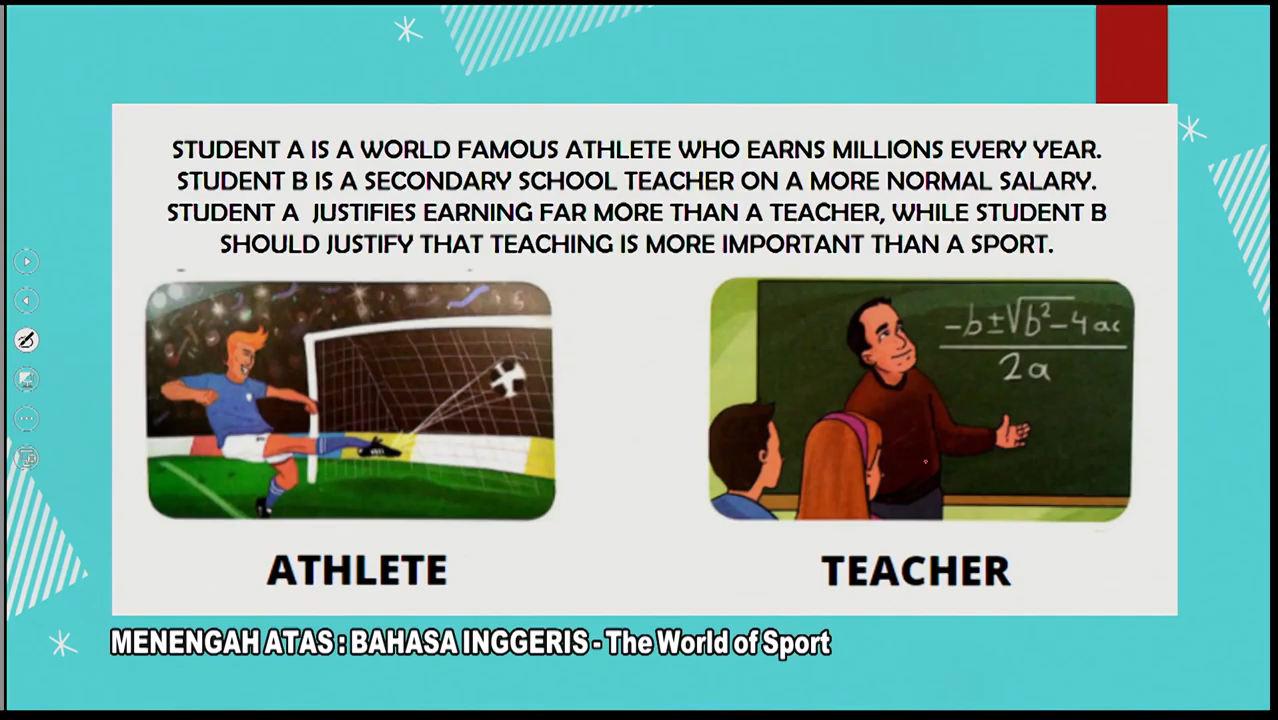 STUDENT A IS A WORLD FAMOUS ATHLETE WHO EARNS MILLIONS EVERY YEAR.
STUDENT B IS A SECONDARY SCHOOL TEACHER ON A MORE NORMAL SALARY.
STUDENT A JUSTIFIES EARNING FAR MORE THAN A TEACHER, WHILE STUDENT B
SHOULD JUSTIFY THAT TEACHING IS MORE IMPORTANT THAN A SPORT.
-b±√b²-4ac
2a
ATHLETE
TEACHER
MENENGAH ATAS : BAHASA INGGERIS - The World of Sport